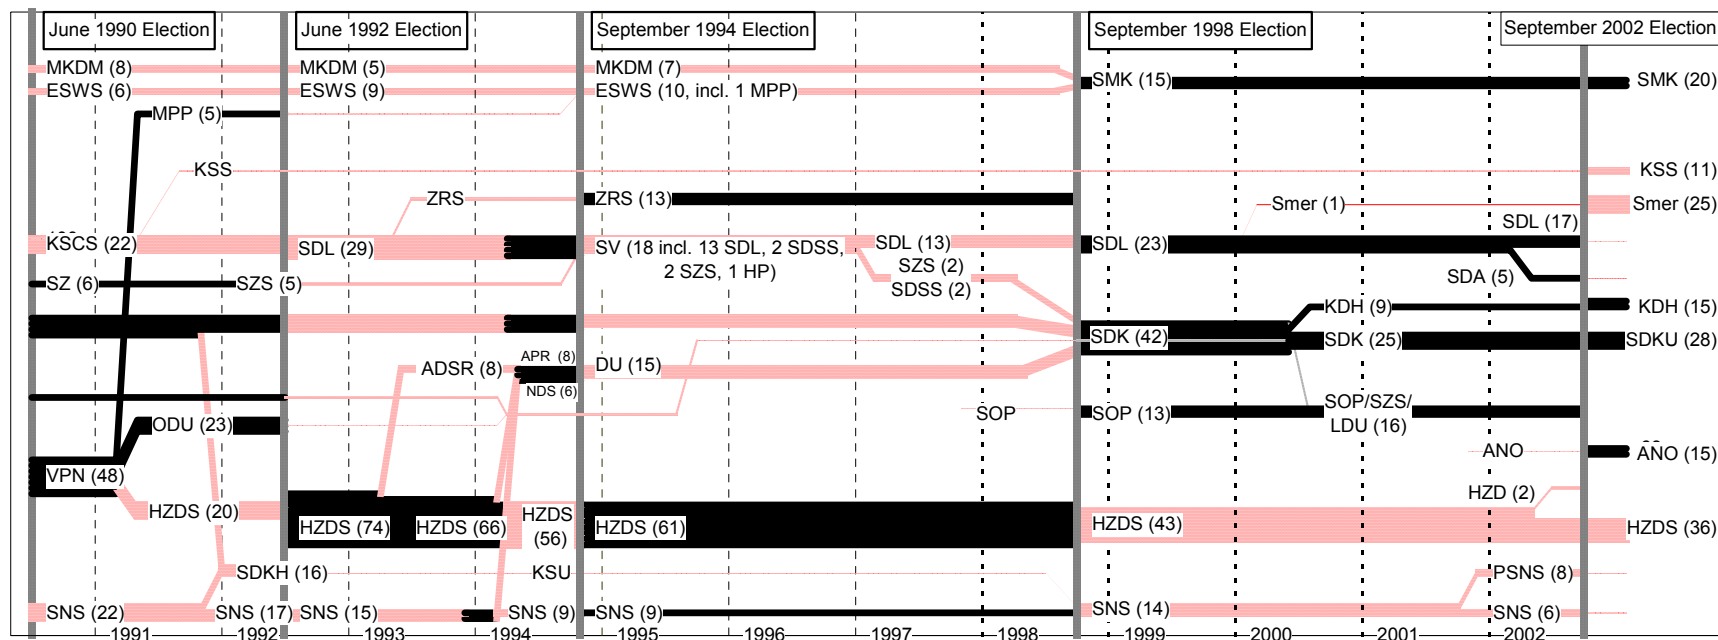 June 1990 Election
June 1992 Election
September 1994 Election
September 1998 Election
September 2002 Election
MKDM (8)
MKDM (5)
MKDM (7)
SMK (15)
SMK (20)
ESWS (6)
ESWS (9)
ESWS (10, incl. 1 MPP)
MPP (5)
KSS
KSS (11)
ZRS
ZRS (13)
Smer (1)
Smer (25)
SDL (17)
KSCS (22)
SDL (29)
SV (18 incl. 13 SDL, 2 SDSS,
2 SZS, 1 HP)
SDL (13)
SDL (23)
SZS (2)
SDSS (2)
SDA (5)
SZ (6)
SZS (5)
KDH (9)
KDH (15)
SDK (42)
SDK (25)
SDKU (28)
APR (8)
ADSR (8)
DU (15)
NDS (6)
ODU (23)
SOP
SOP (13)
SOP/SZS/
LDU (16)
ANO
ANO (15)
VPN (48)
HZDS (20)
HZD (2)
HZDS (74)
HZDS (66)
HZDS
(56)
HZDS (61)
HZDS (43)
HZDS (36)
SDKH (16)
KSU
PSNS (8)
SNS (22)
SNS (17)
SNS (15)
SNS (9)
SNS (9)
SNS (14)
SNS (6)
1991
1992
1993
1994
1995
1996
1997
1998
1999
2000
2001
2002